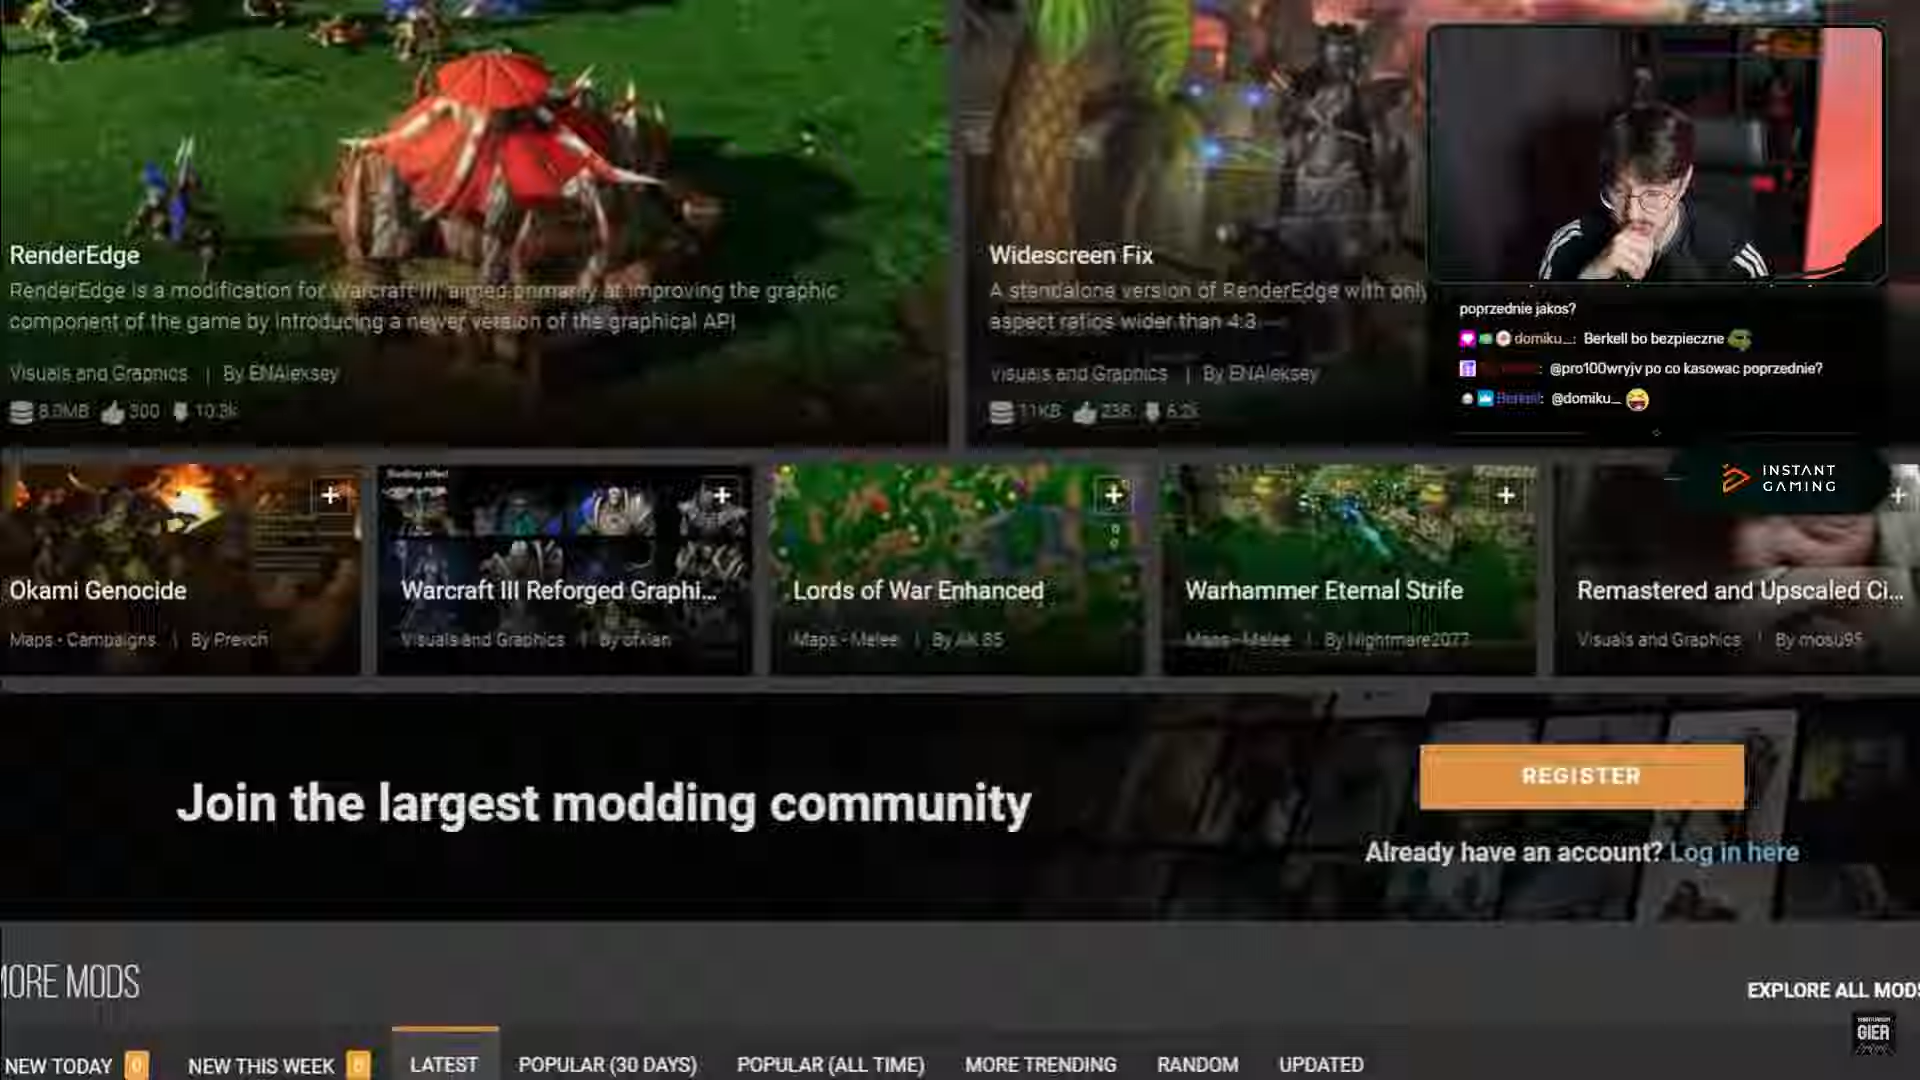 RenderEdge
RenderEdge is a modification for Warcraft III, aimed primarily at improving the graphic
component of the game by introducing a newer version of the graphical API
Visuals and Graphics | By ENAleksey
8.0MB 300 10.3k
Widescreen Fix
A standalone version of RenderEdge with only
aspect ratios wider than 4:3
Visuals and Graphics | By ENAleksey
11KB 238 6.2k
poprzednie jakos?
domiku_: Berkell bo bezpieczne
: @pro100wryjv po co kasowac poprzednie?
Berkell: @domiku_
INSTANT
GAMING
Okami Genocide
Maps - Campaigns | By Prevch
Warcraft III Reforged Graphi...
Visuals and Graphics | By ofxian
Lords of War Enhanced
Maps - Melee | By AK 85
Warhammer Eternal Strife
Maps - Melee | By Nightmare2077
Remastered and Upscaled Ci...
Visuals and Graphics | By mosu95
Join the largest modding community
REGISTER
Already have an account? Log in here
MORE MODS
EXPLORE ALL MODS
GIER
NEW TODAY 0 NEW THIS WEEK LATEST POPULAR (30 DAYS) POPULAR (ALL TIME) MORE TRENDING RANDOM UPDATED